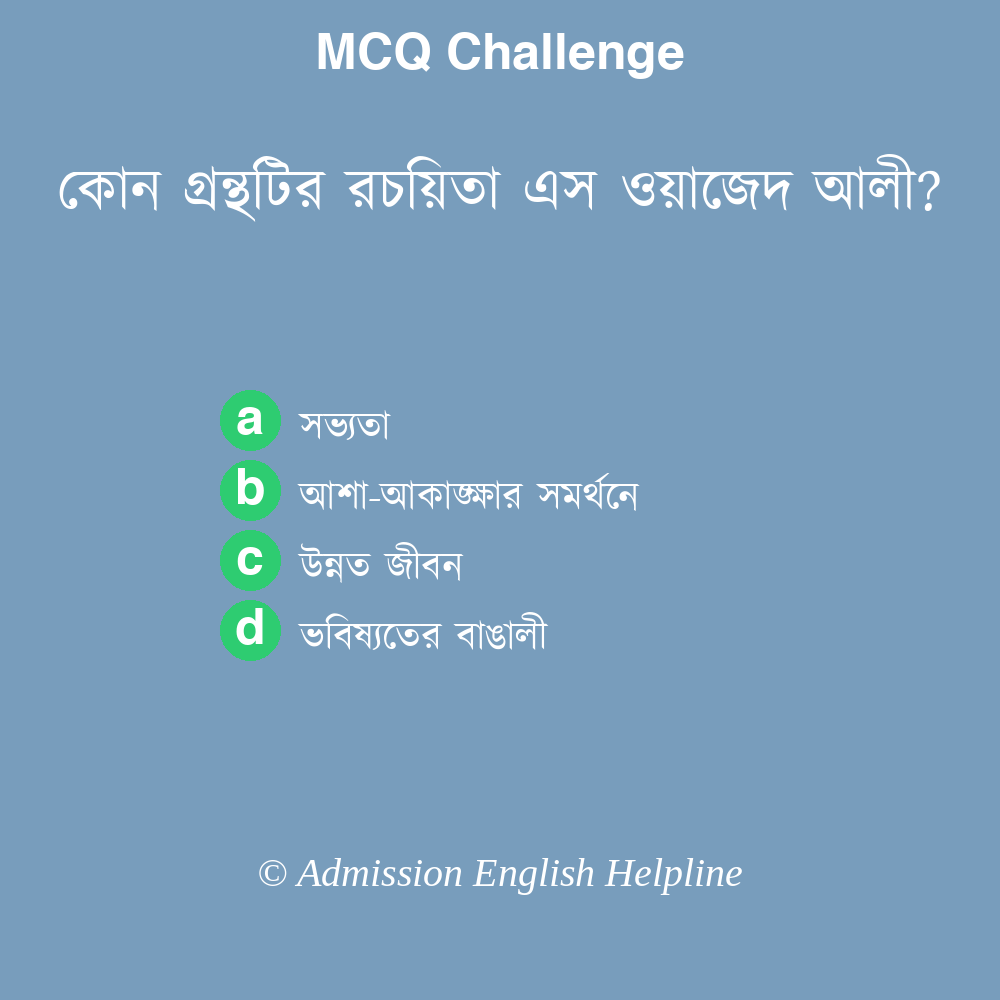 MCQ Challenge
কোন গ্রন্থটির রচয়িতা এস ওয়াজেদ আলী?
a সভ্যতা
b আশা-আকাঙ্ক্ষার সমর্থনে
c উন্নত জীবন
d ভবিষ্যতের বাঙালী
© Admission English Helpline